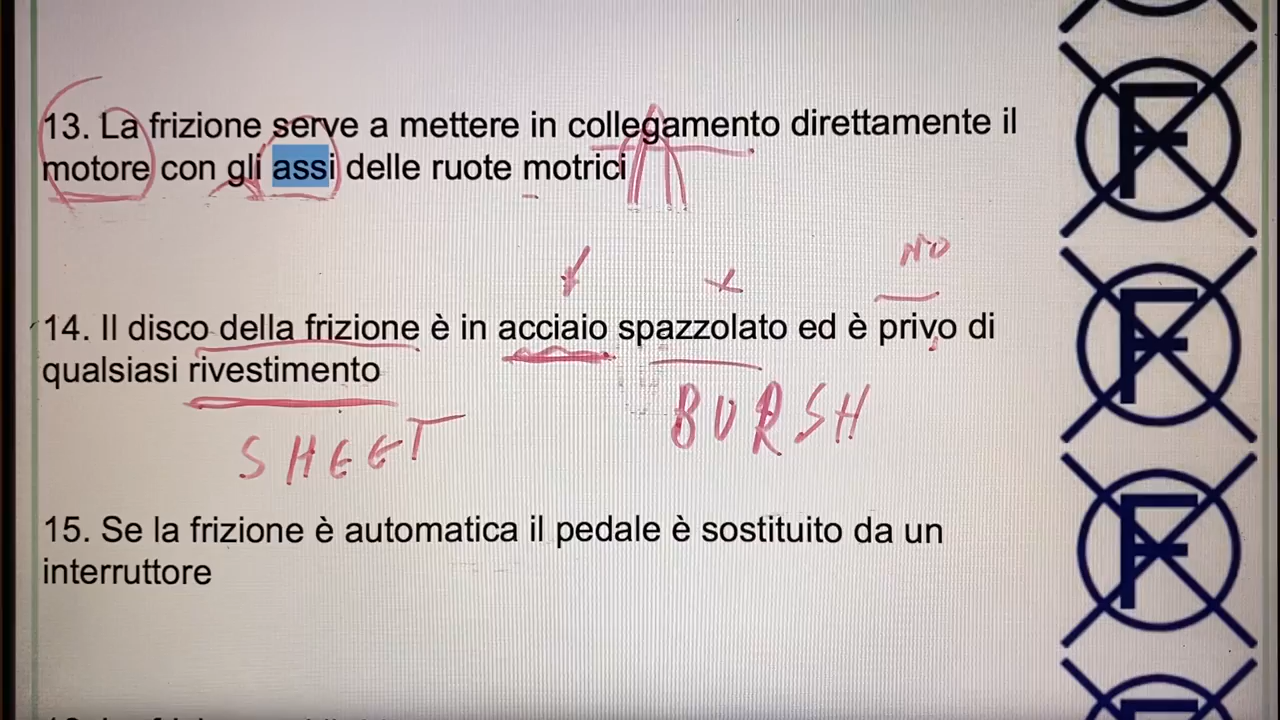 13. La frizione serve a mettere in collegamento direttamente il
motore con gli assi delle ruote motrici
F
NO
14. Il disco della frizione è in acciaio spazzolato ed è privo di
qualsiasi rivestimento
F
SHEET
BURSH
15. Se la frizione è automatica il pedale è sostituito da un
interruttore
F